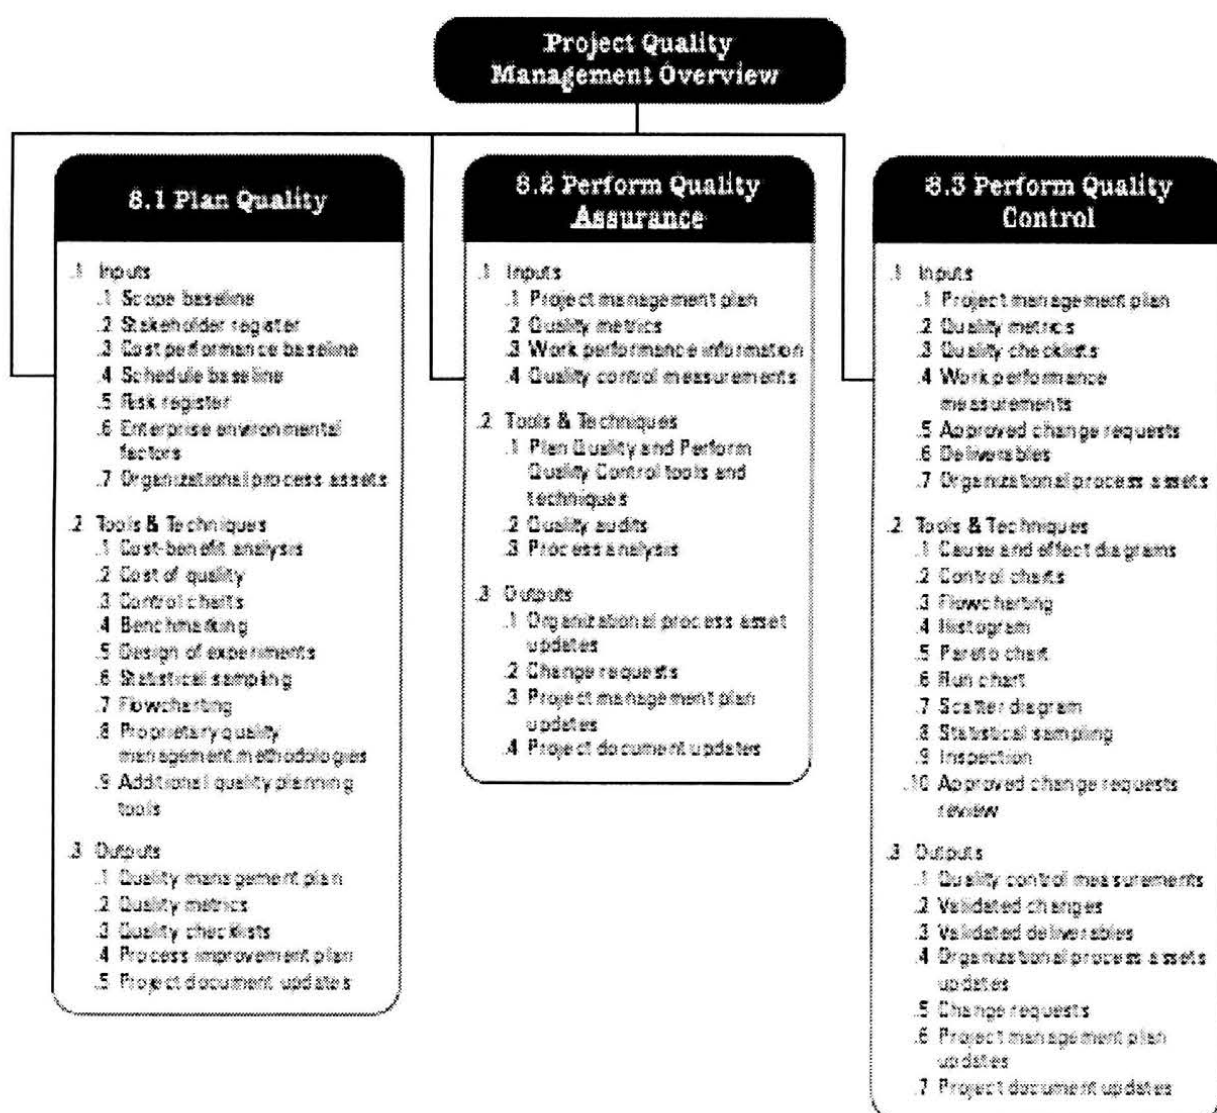 Project Quality
Management Overview
8.1 Plan Quality
.1 Inputs
.1 Scope baseline
.2 Stakeholder register
.3 Cost performance baseline
.4 Schedule baseline
.5 Risk register
.6 Enterprise environmental
factors
.7 Organizational process assets
.2 Tools & Techniques
.1 Cost-benefit analysis
.2 Cost of quality
.3 Control charts
.4 Benchmarking
.5 Design of experiments
.6 Statistical sampling
.7 Flowcharting
.8 Proprietary quality
management methodologies
.9 Additional quality planning
tools
.3 Outputs
.1 Quality management plan
.2 Quality metrics
.3 Quality checklists
.4 Process improvement plan
.5 Project document updates
8.2 Perform Quality
Assurance
.1 Inputs
.1 Project management plan
.2 Quality metrics
.3 Work performance information
.4 Quality control measurements
.2 Tools & Techniques
.1 Plan Quality and Perform
Quality Control tools and
techniques
.2 Quality audits
.3 Process analysis
.3 Outputs
.1 Organizational process asset
updates
.2 Change requests
.3 Project management plan
updates
.4 Project document updates
8.3 Perform Quality
Control
.1 Inputs
.1 Project management plan
.2 Quality metrics
.3 Quality checklists
.4 Work performance
measurements
.5 Approved change requests
.6 Deliverables
.7 Organizational process assets
.2 Tools & Techniques
.1 Cause and effect diagrams
.2 Control charts
.3 Flowcharting
.4 Histogram
.5 Pareto chart
.6 Run chart
.7 Scatter diagram
.8 Statistical sampling
.9 Inspection
.10 Approved change requests
review
.3 Outputs
.1 Quality control measurements
.2 Validated changes
.3 Validated deliverables
.4 Organizational process assets
updates
.5 Change requests
.6 Project management plan
updates
.7 Project document updates